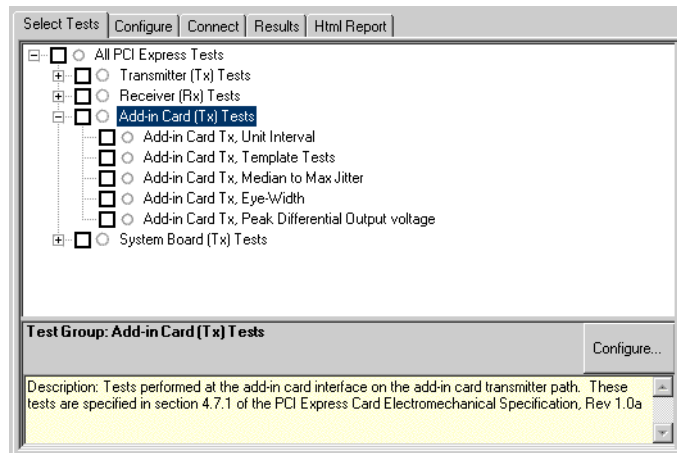 Select Tests Configure Connect Results Html Report
All PCI Express Tests
Transmitter (Tx) Tests
Receiver (Rx) Tests
Add-in Card (Tx) Tests
Add-in Card Tx, Unit Interval
Add-in Card Tx, Template Tests
Add-in Card Tx, Median to Max Jitter
Add-in Card Tx, Eye-Width
Add-in Card Tx, Peak Differential Output voltage
System Board (Tx) Tests
Test Group: Add-in Card (Tx) Tests
Configure...
Description: Tests performed at the add-in card interface on the add-in card transmitter path. These
tests are specified in section 4.7.1 of the PCI Express Card Electromechanical Specification, Rev 1.0a